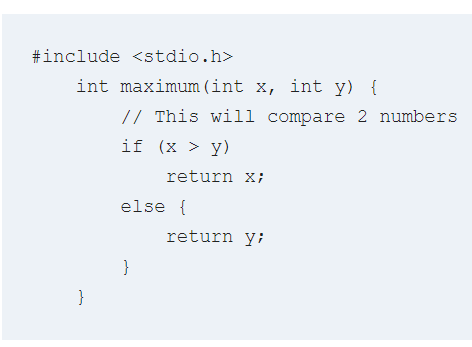 #include <stdio.h>
    int maximum(int x, int y) {
        // This will compare 2 numbers
        if (x > y)
            return x;
        else {
            return y;
        }
    }